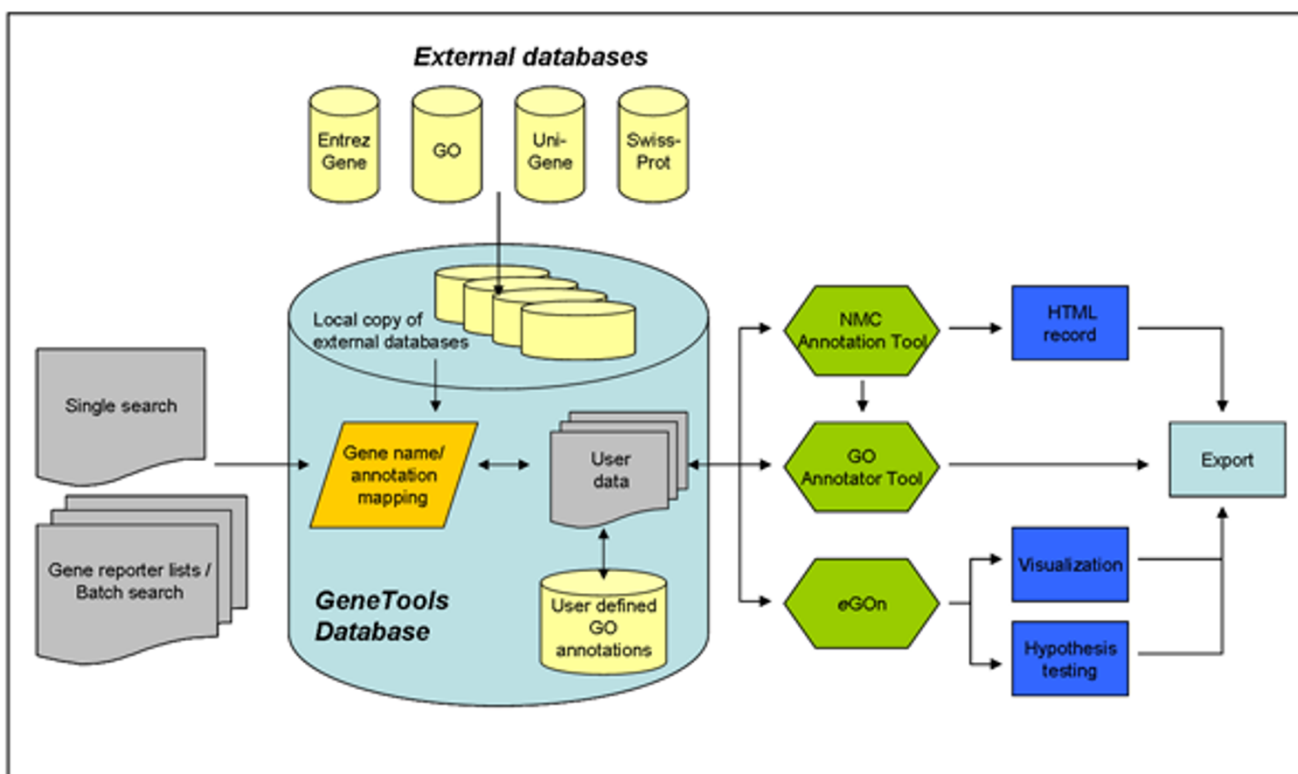 External databases
Entrez
Gene
GO
Uni-
Gene
Swiss-
Prot
Local copy of
external databases
Single search
Gene reporter lists /
Batch search
Gene name/
annotation
mapping
User
data
User defined
GO
annotations
GeneTools
Database
NMC
Annotation Tool
HTML
record
GO
Annotator Tool
Export
eGOn
Visualization
Hypothesis
testing